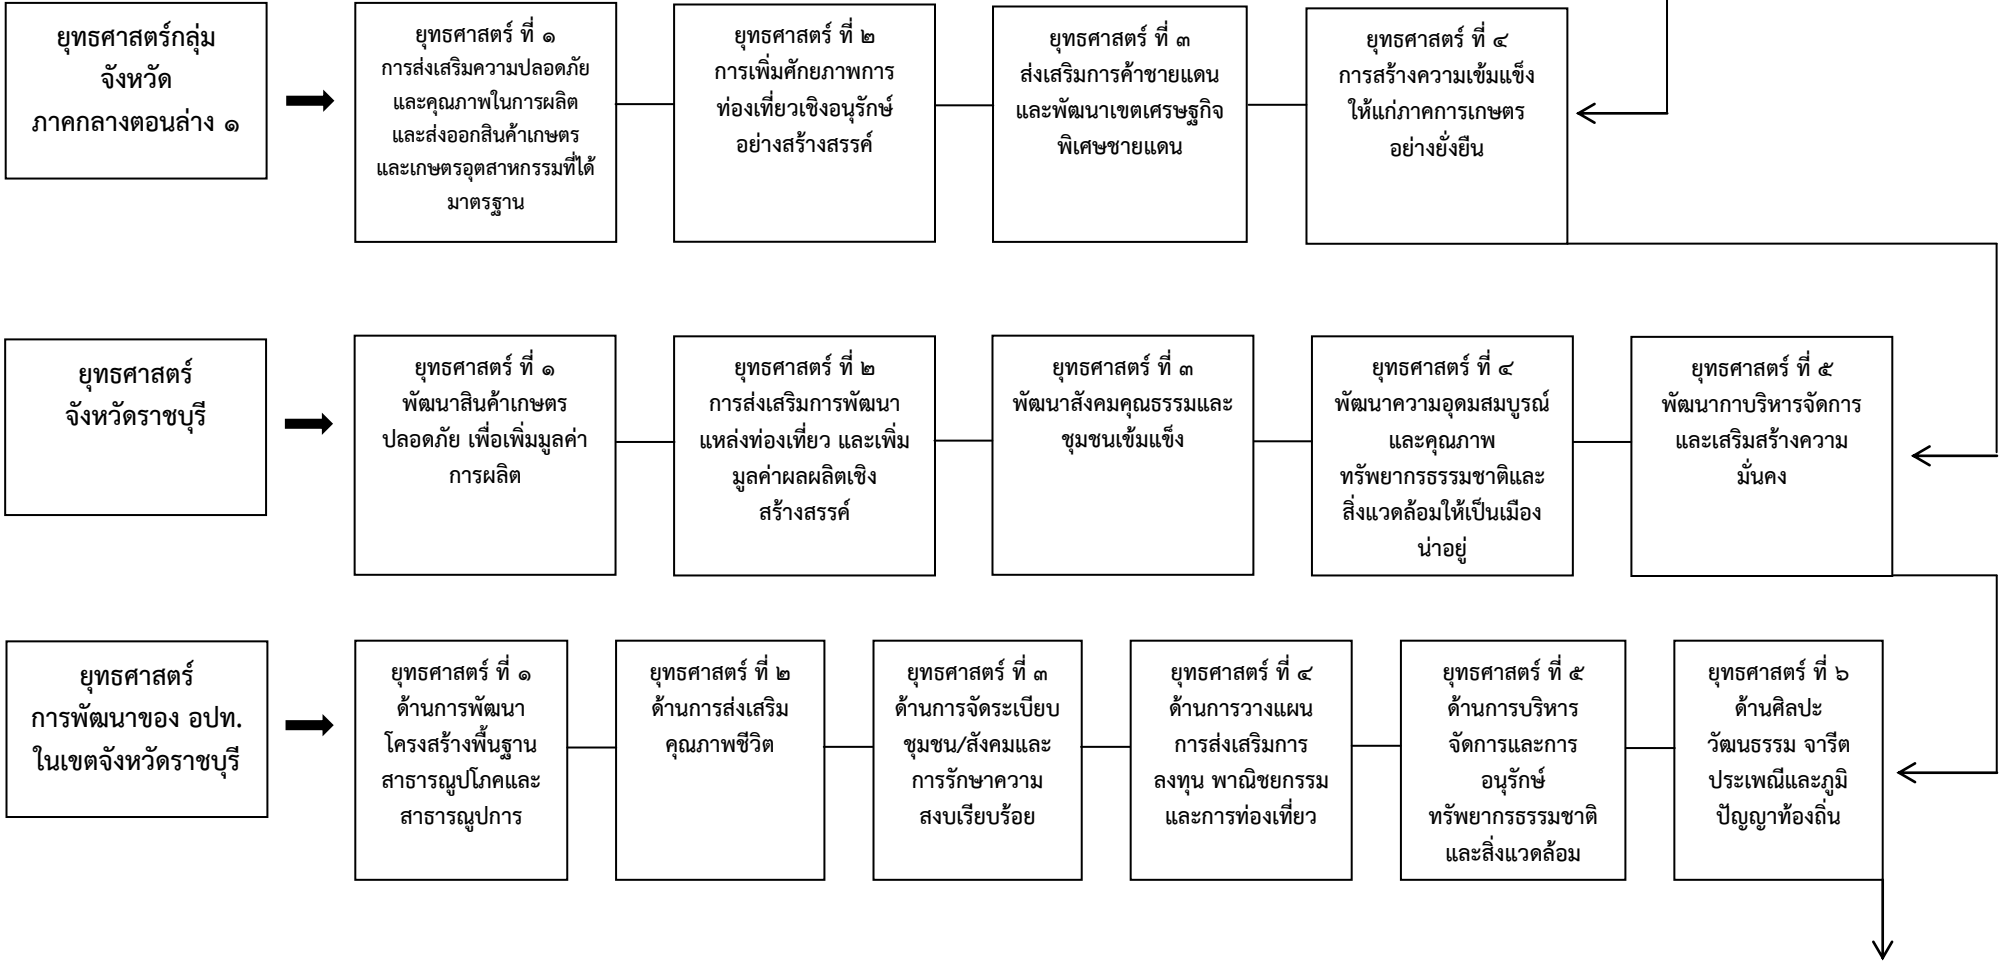 ยุทธศาสตร์กลุ่ม
จังหวัด
ภาคกลางตอนล่าง ๑
ยุทธศาสตร์ ที่ ๑
การส่งเสริมความปลอดภัย
และคุณภาพในการผลิต
และส่งออกสินค้าเกษตร
และเกษตรอุตสาหกรรมที่ได้
มาตรฐาน
ยุทธศาสตร์ ที่ ๒
การเพิ่มศักยภาพการ
ท่องเที่ยวเชิงอนุรักษ์
อย่างสร้างสรรค์
ยุทธศาสตร์ ที่ ๓
ส่งเสริมการค้าชายแดน
และพัฒนาเขตเศรษฐกิจ
พิเศษชายแดน
ยุทธศาสตร์ ที่ ๔
การสร้างความเข้มแข็ง
ให้แก่ภาคการเกษตร
อย่างยั่งยืน
ยุทธศาสตร์
จังหวัดราชบุรี
ยุทธศาสตร์ ที่ ๑
พัฒนาสินค้าเกษตร
ปลอดภัย เพื่อเพิ่มมูลค่า
การผลิต
ยุทธศาสตร์ ที่ ๒
การส่งเสริมการพัฒนา
แหล่งท่องเที่ยว และเพิ่ม
มูลค่าผลผลิตเชิง
สร้างสรรค์
ยุทธศาสตร์ ที่ ๓
พัฒนาสังคมคุณธรรมและ
ชุมชนเข้มแข็ง
ยุทธศาสตร์ ที่ ๔
พัฒนาความอุดมสมบูรณ์
และคุณภาพ
ทรัพยากรธรรมชาติและ
สิ่งแวดล้อมให้เป็นเมือง
น่าอยู่
ยุทธศาสตร์ ที่ ๕
พัฒนากาบริหารจัดการ
และเสริมสร้างความ
มั่นคง
ยุทธศาสตร์
การพัฒนาของ อปท.
ในเขตจังหวัดราชบุรี
ยุทธศาสตร์ ที่ ๑
ด้านการพัฒนา
โครงสร้างพื้นฐาน
สาธารณูปโภคและ
สาธารณูปการ
ยุทธศาสตร์ ที่ ๒
ด้านการส่งเสริม
คุณภาพชีวิต
ยุทธศาสตร์ ที่ ๓
ด้านการจัดระเบียบ
ชุมชน/สังคมและ
การรักษาความ
สงบเรียบร้อย
ยุทธศาสตร์ ที่ ๔
ด้านการวางแผน
การส่งเสริมการ
ลงทุน พาณิชยกรรม
และการท่องเที่ยว
ยุทธศาสตร์ ที่ ๕
ด้านการบริหาร
จัดการและการ
อนุรักษ์
ทรัพยากรธรรมชาติ
และสิ่งแวดล้อม
ยุทธศาสตร์ ที่ ๖
ด้านศิลปะ
วัฒนธรรม จารีต
ประเพณีและภูมิ
ปัญญาท้องถิ่น